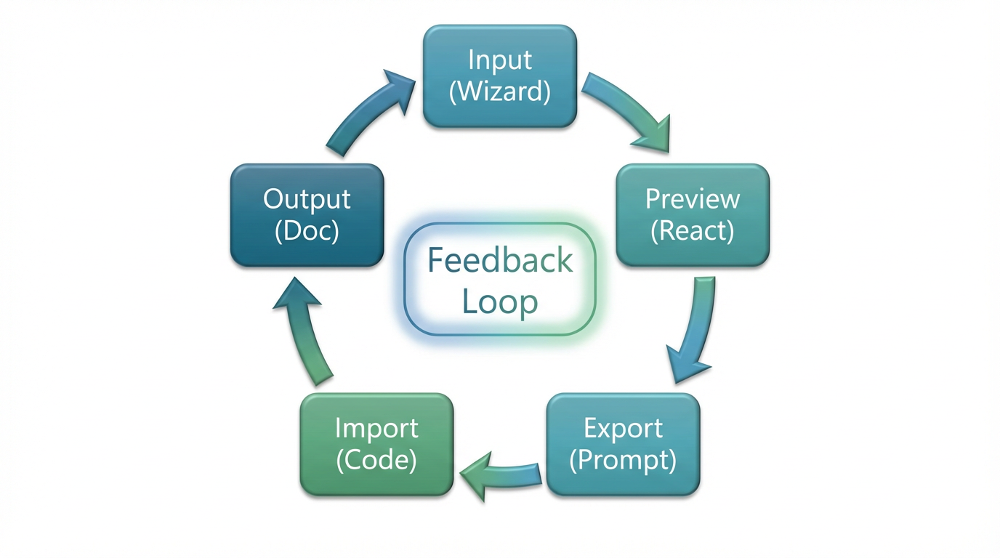 Input
(Wizard)
Preview
(React)
Export
(Prompt)
Import
(Code)
Output
(Doc)
Feedback
Loop